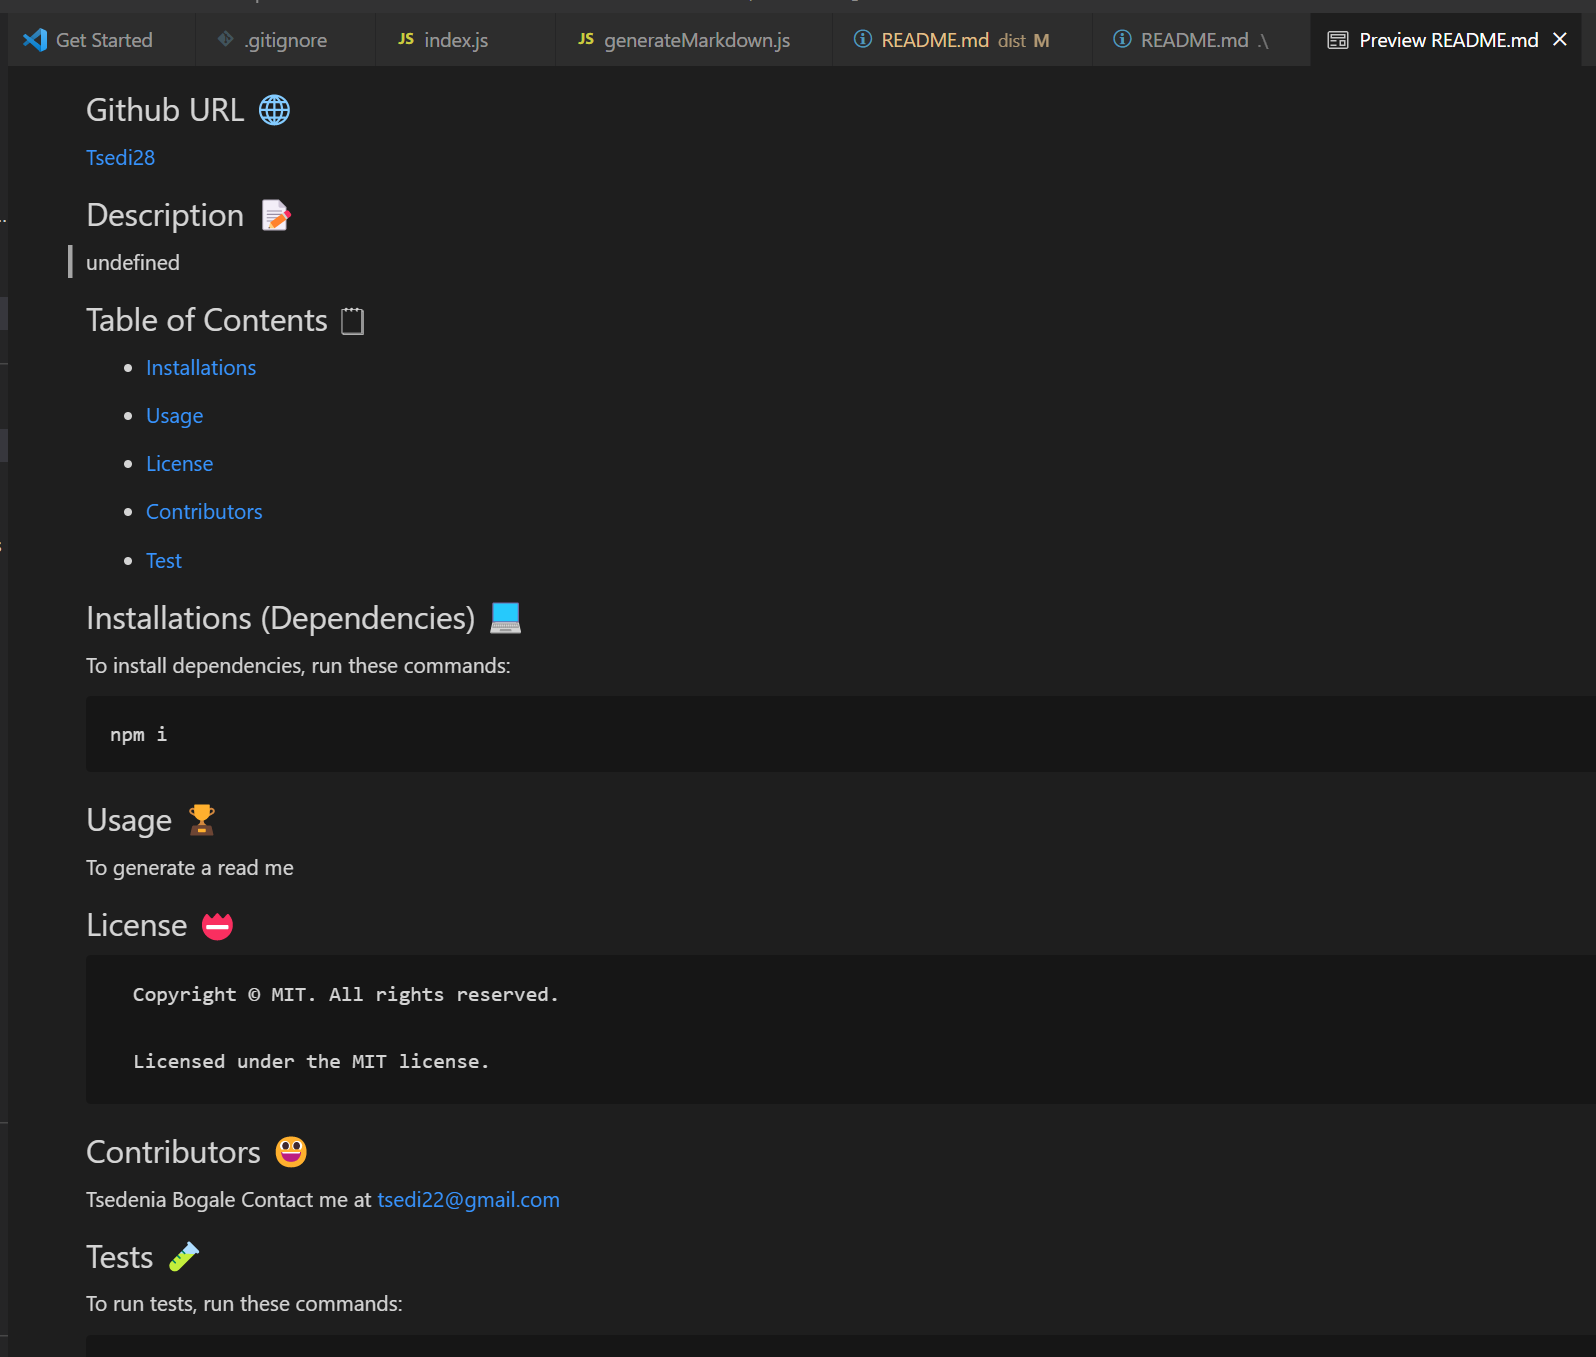 Get Started .gitignore JS index.js JS generateMarkdown.js README.md dist M README.md .\ Preview README.md
Github URL 🌐
Tsedi28
Description 📝
undefined
Table of Contents 🗒
• Installations
• Usage
• License
• Contributors
• Test
Installations (Dependencies) 💻
To install dependencies, run these commands:
npm i
Usage 🏆
To generate a read me
License 📛
Copyright © MIT. All rights reserved.
Licensed under the MIT license.
Contributors 😀
Tsedenia Bogale Contact me at tsedi22@gmail.com
Tests 🧪
To run tests, run these commands: